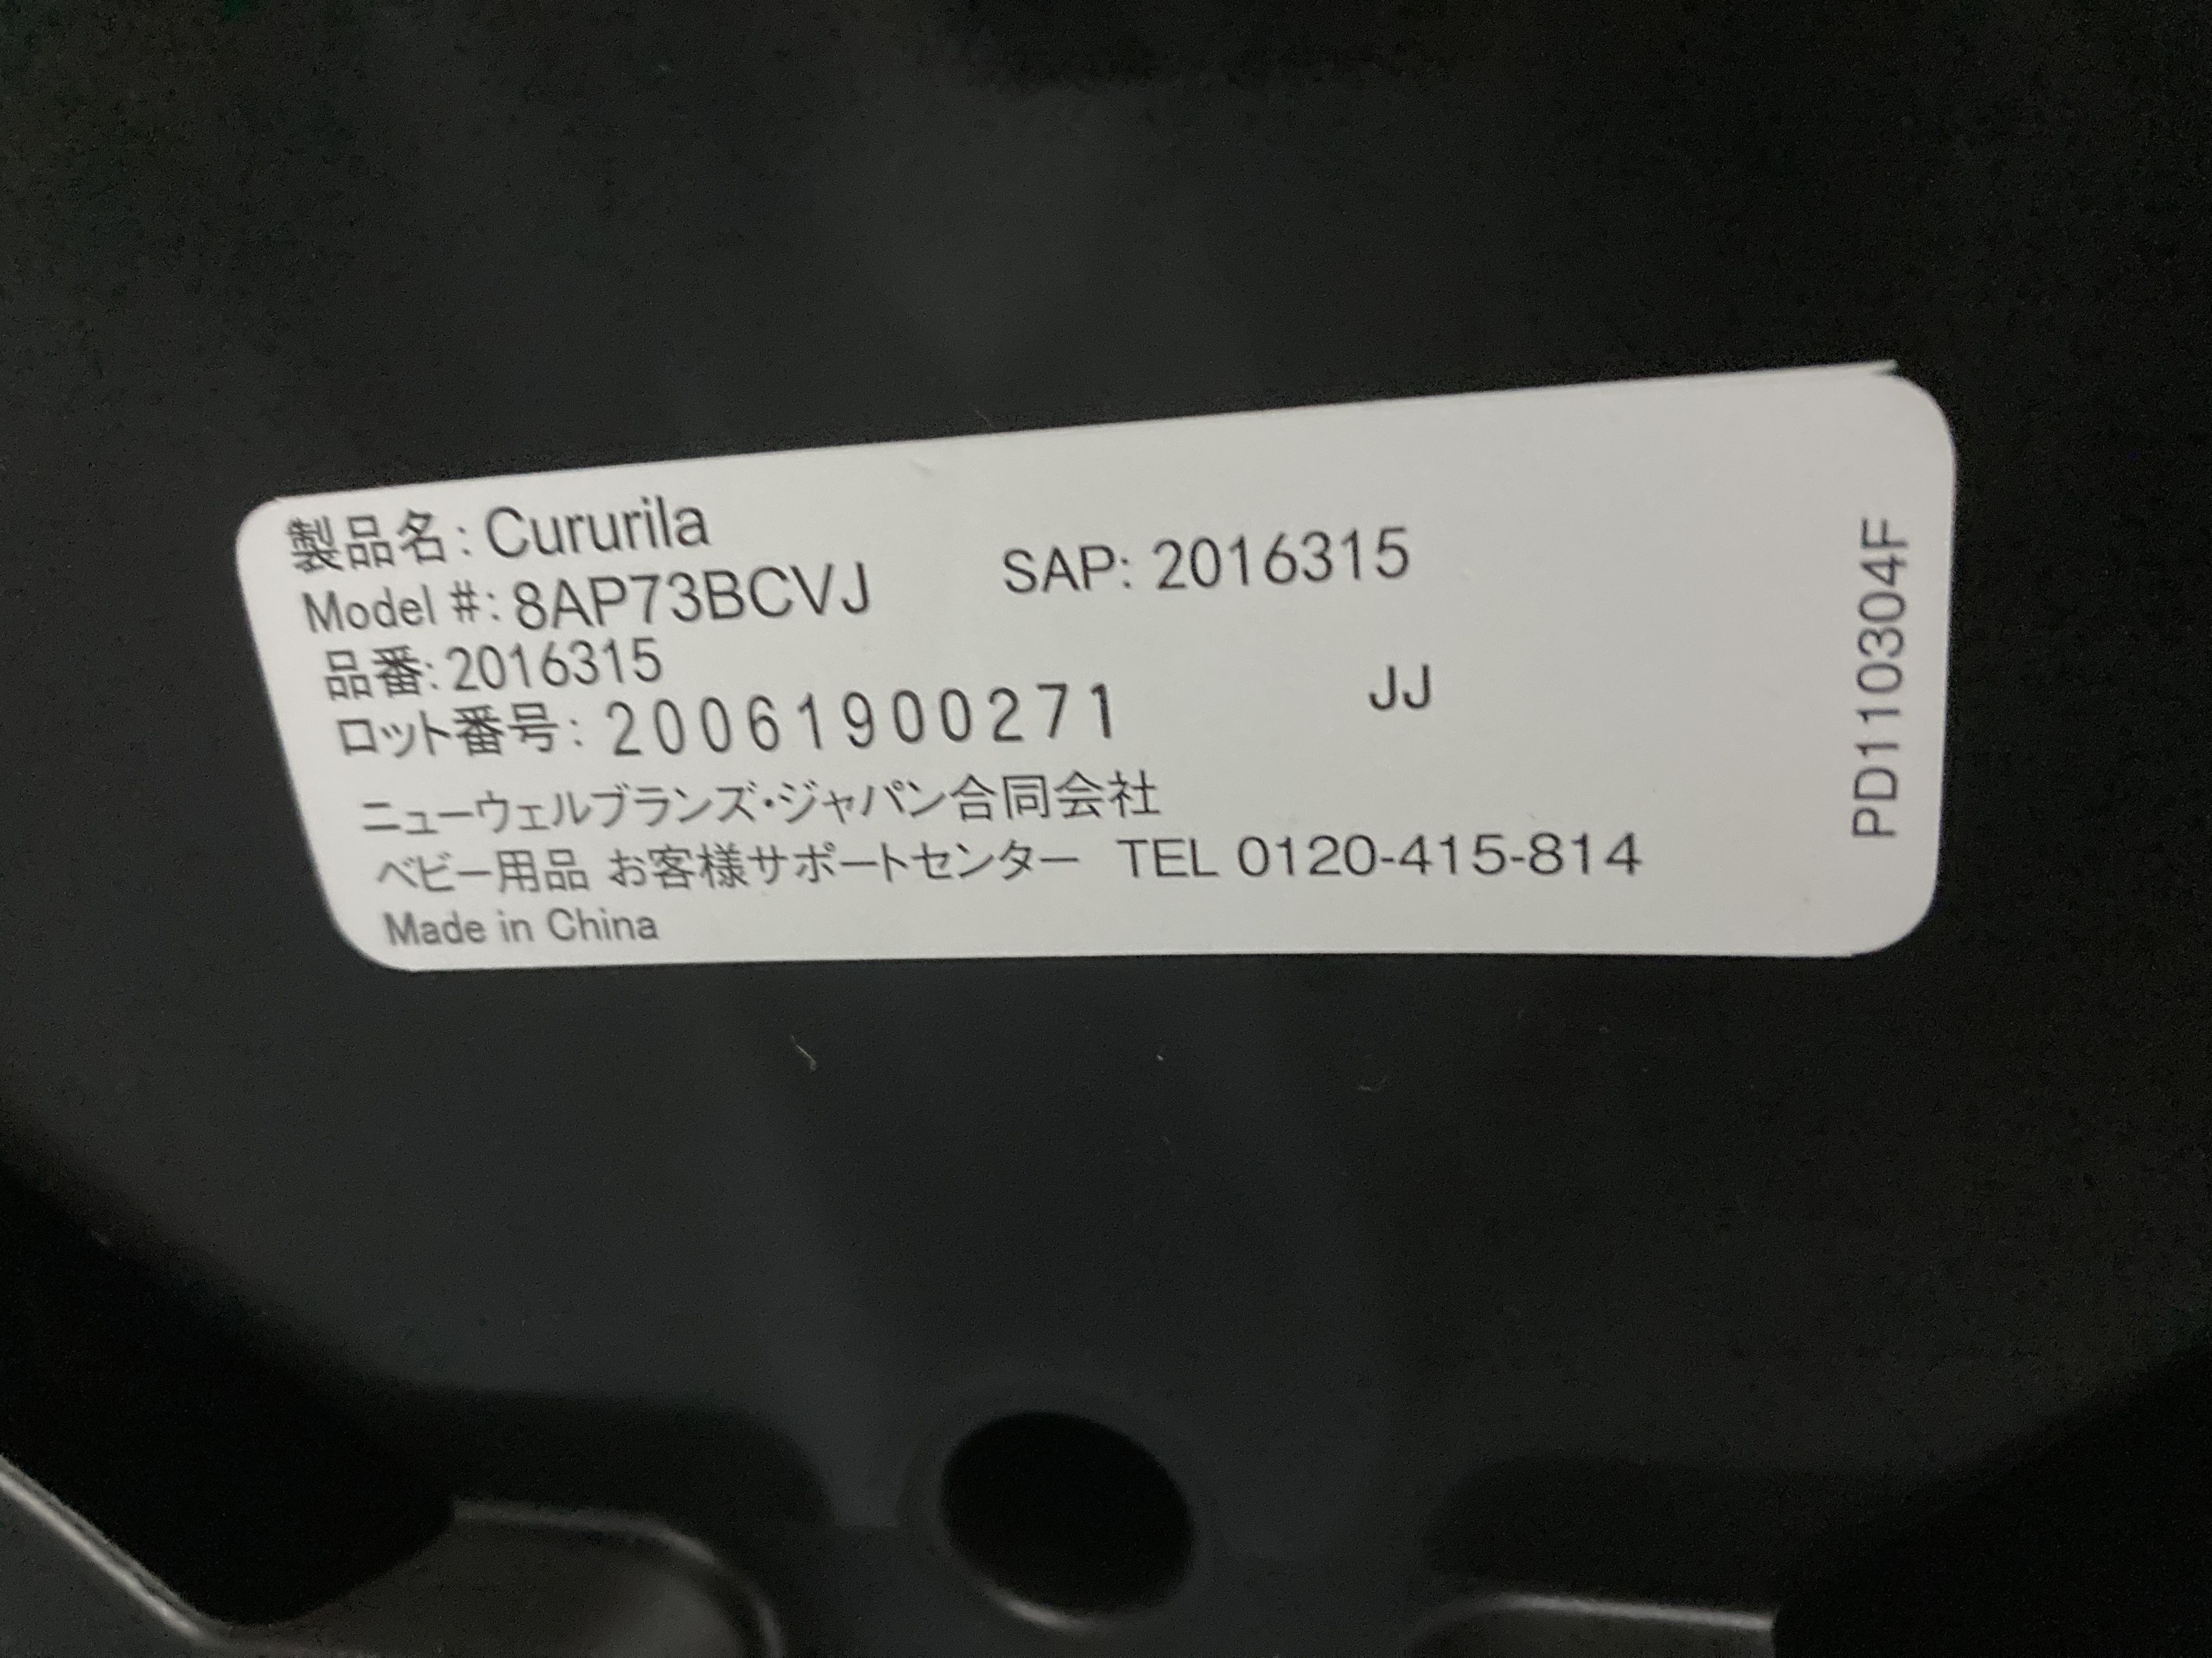 製品名: Cururila
Model #: 8AP73BCVJ
SAP: 2016315
品番: 2016315
ロット番号: 20061900271
JJ
ニューウェルブランズ・ジャパン合同会社
ベビー用品 お客様サポートセンター TEL 0120-415-814
Made in China
PD110304F